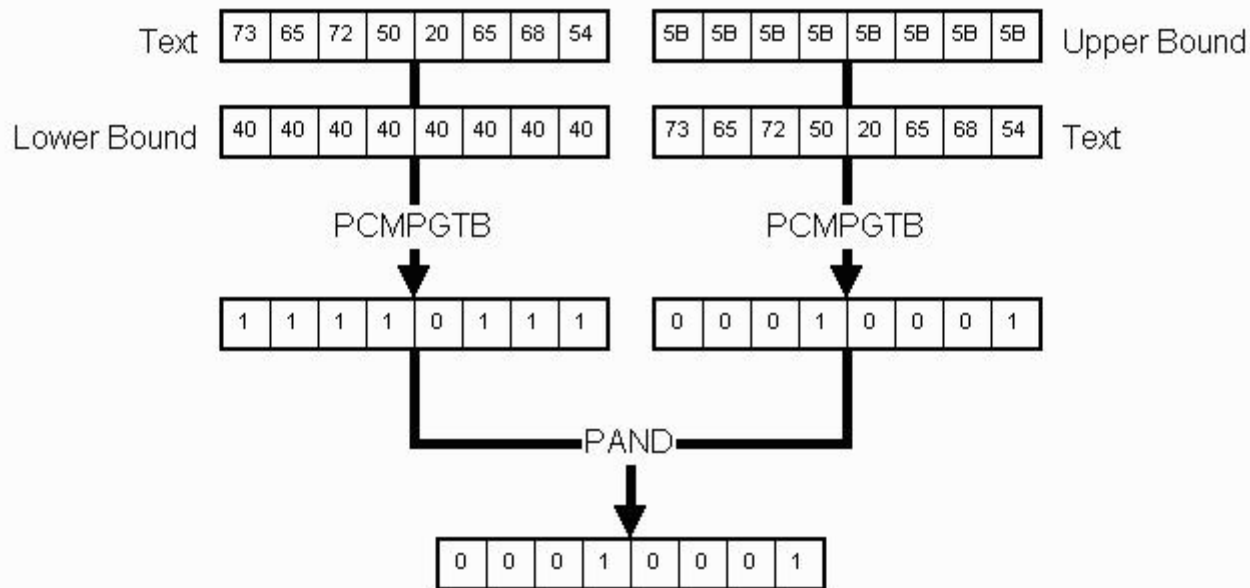 Text 73 65 72 50 20 65 68 54 5B 5B 5B 5B 5B 5B 5B 5B Upper Bound
Lower Bound 40 40 40 40 40 40 40 40 73 65 72 50 20 65 68 54 Text
PCMPGTB PCMPGTB
1 1 1 1 0 1 1 1 0 0 0 1 0 0 0 1
PAND
0 0 0 1 0 0 0 1